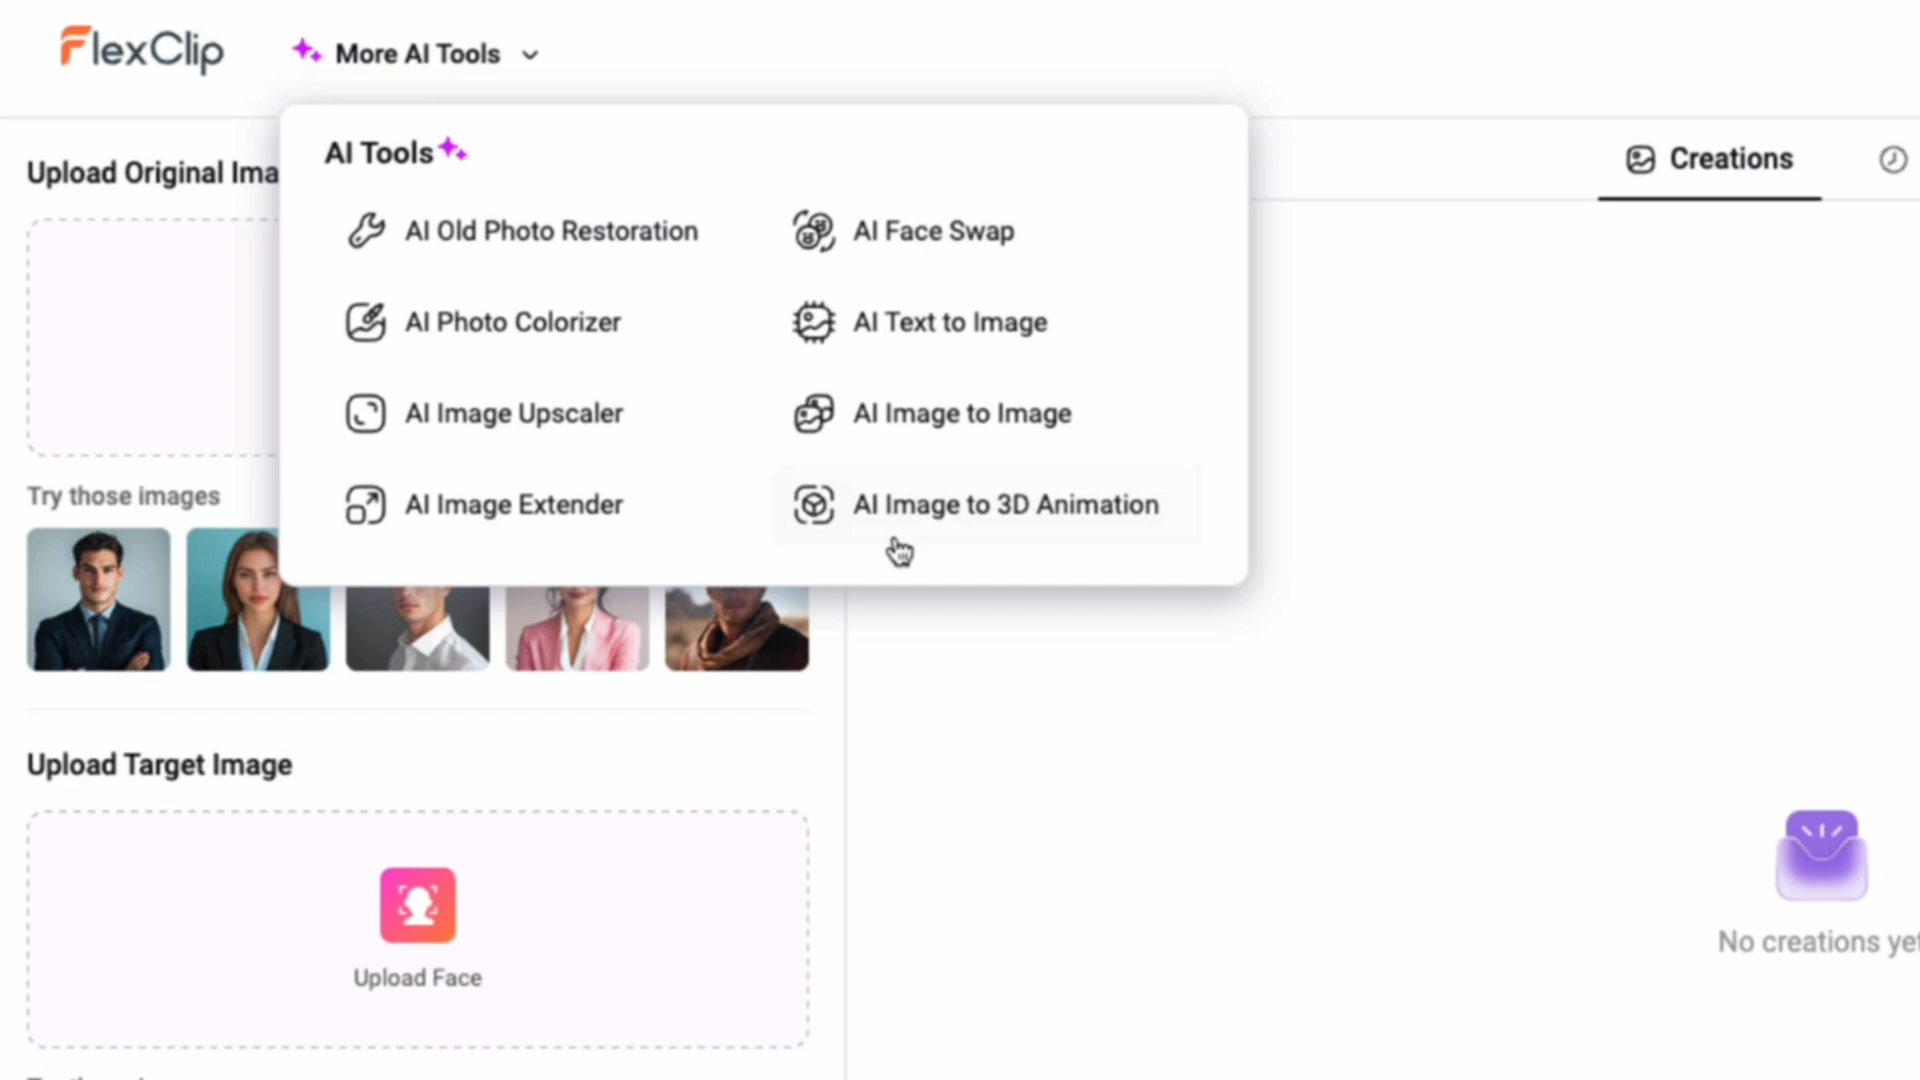 FlexClip
More AI Tools
AI Tools
Upload Original Ima
AI Old Photo Restoration
AI Face Swap
AI Photo Colorizer
AI Text to Image
AI Image Upscaler
AI Image to Image
AI Image Extender
AI Image to 3D Animation
Creations
Try those images
Upload Target Image
Upload Face
No creations yet